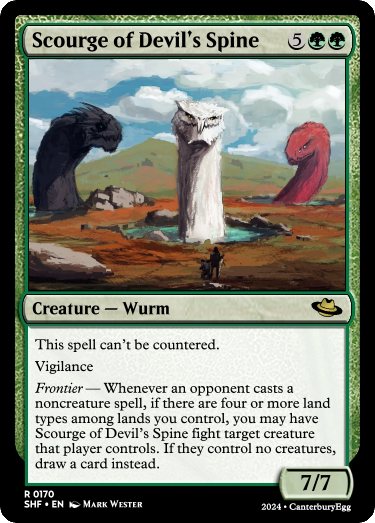 Scourge of Devil's Spine 5
Creature — Wurm
This spell can't be countered.
Vigilance
Frontier — Whenever an opponent casts a
noncreature spell, if there are four or more land
types among lands you control, you may have
Scourge of Devil's Spine fight target creature
that player controls. If they control no creatures,
draw a card instead.
7/7
R 0170
SHF • EN Mark Wester
2024 • CanterburyEgg